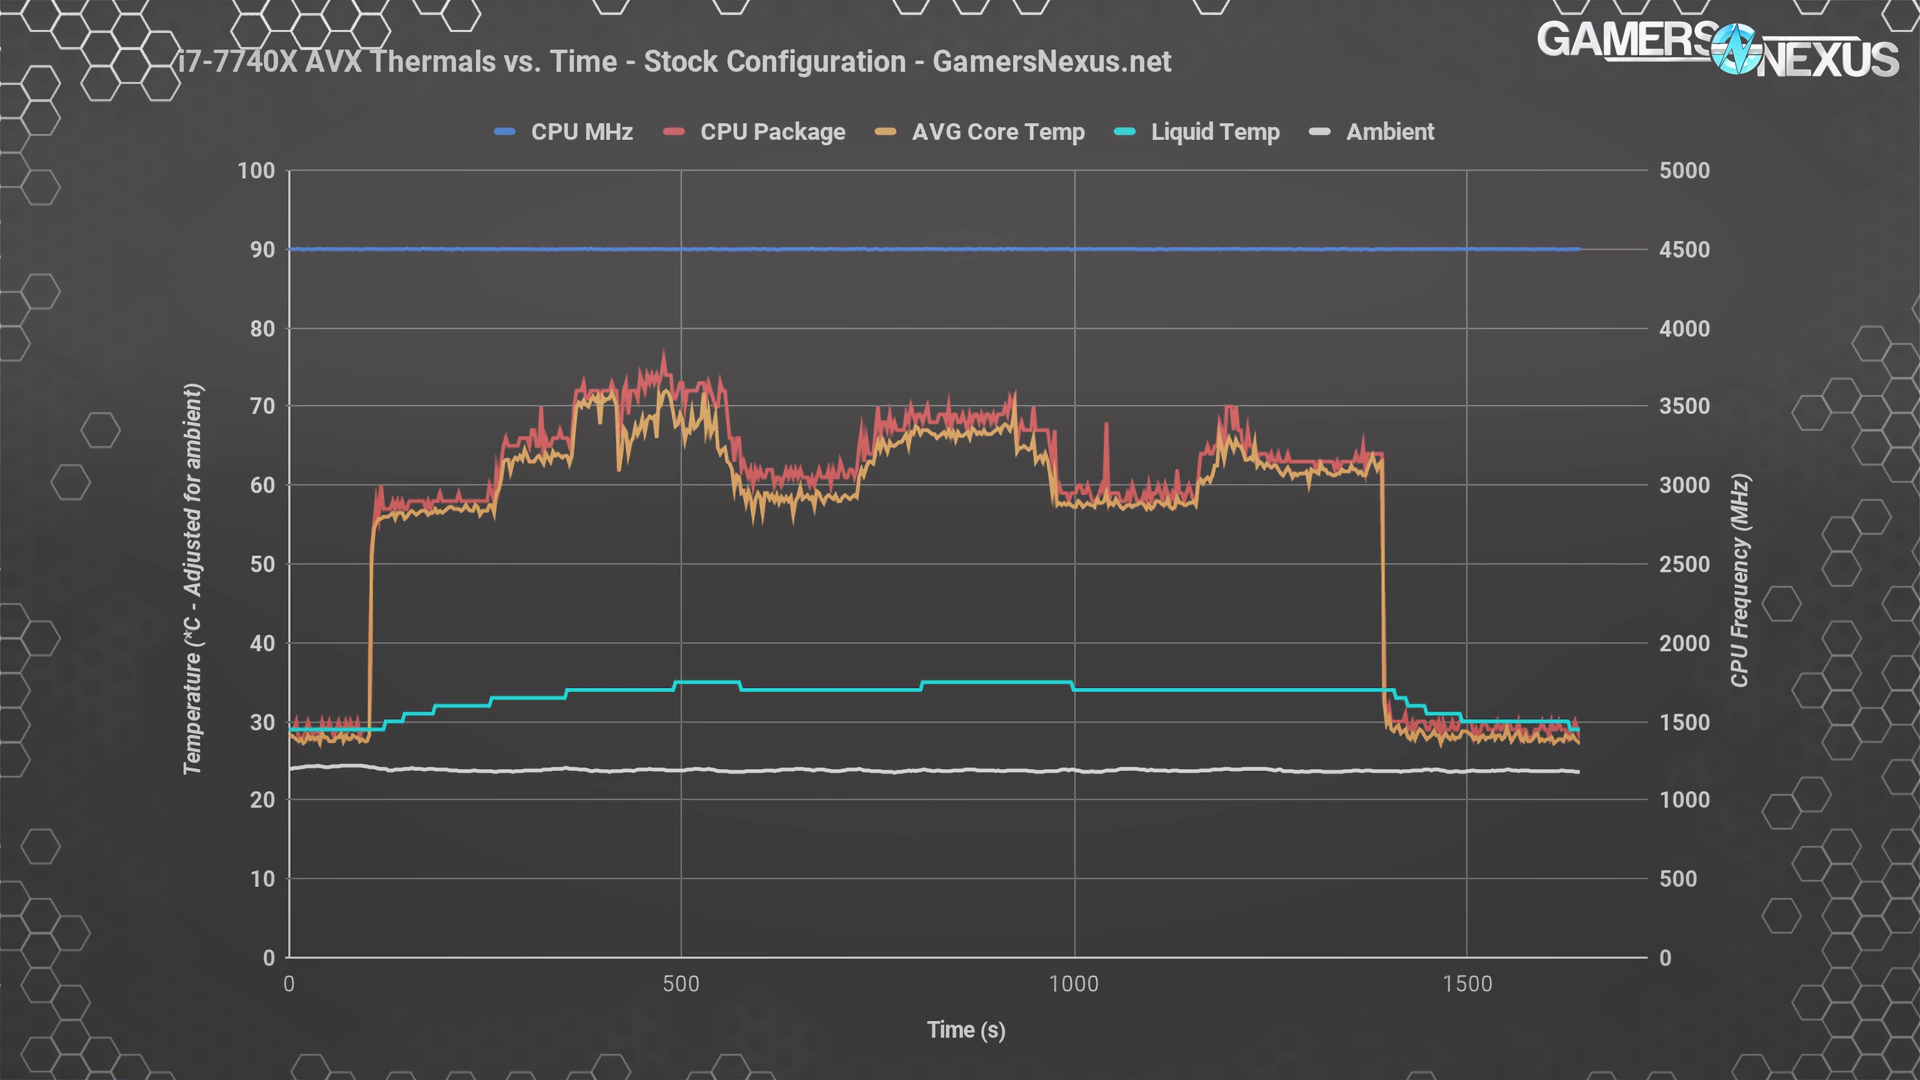 GAMERS NEXUS
i7-7740X AVX Thermals vs. Time - Stock Configuration - GamersNexus.net
CPU MHz CPU Package AVG Core Temp Liquid Temp Ambient
100 5000
90 4500
80 4000
70 3500
60 3000
50 2500
40 2000
30 1500
20 1000
10 500
0 0
Temperature (*C - Adjusted for ambient)
CPU Frequency (MHz)
0 500 1000 1500
Time (s)